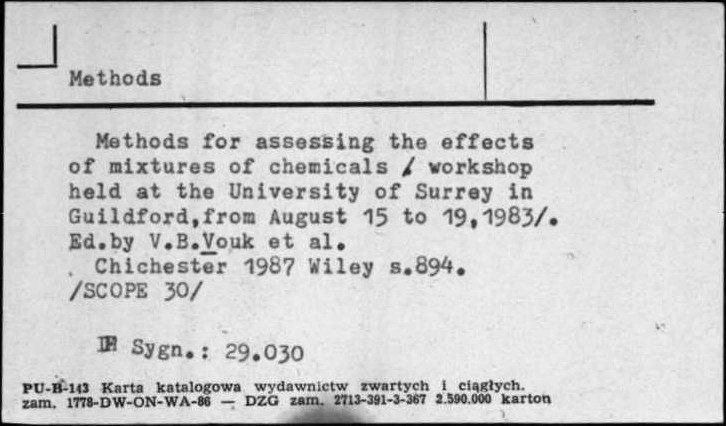 Methods
Methods for assessing the effects
of mixtures of chemicals / workshop
held at the University of Surrey in
Guildford,from August 15 to 19,1983/.
Ed.by V.B.Vouk et al.
Chichester 1987 Wiley s.894.
/SCOPE 30/
Sygn.: 29.030
PU-B-143 Karta katalogowa wydawnictw zwartych i ciągłych.
zam. 1778-DW-ON-WA-86 — DZG zam. 2713-391-3-367 2.590.000 karton